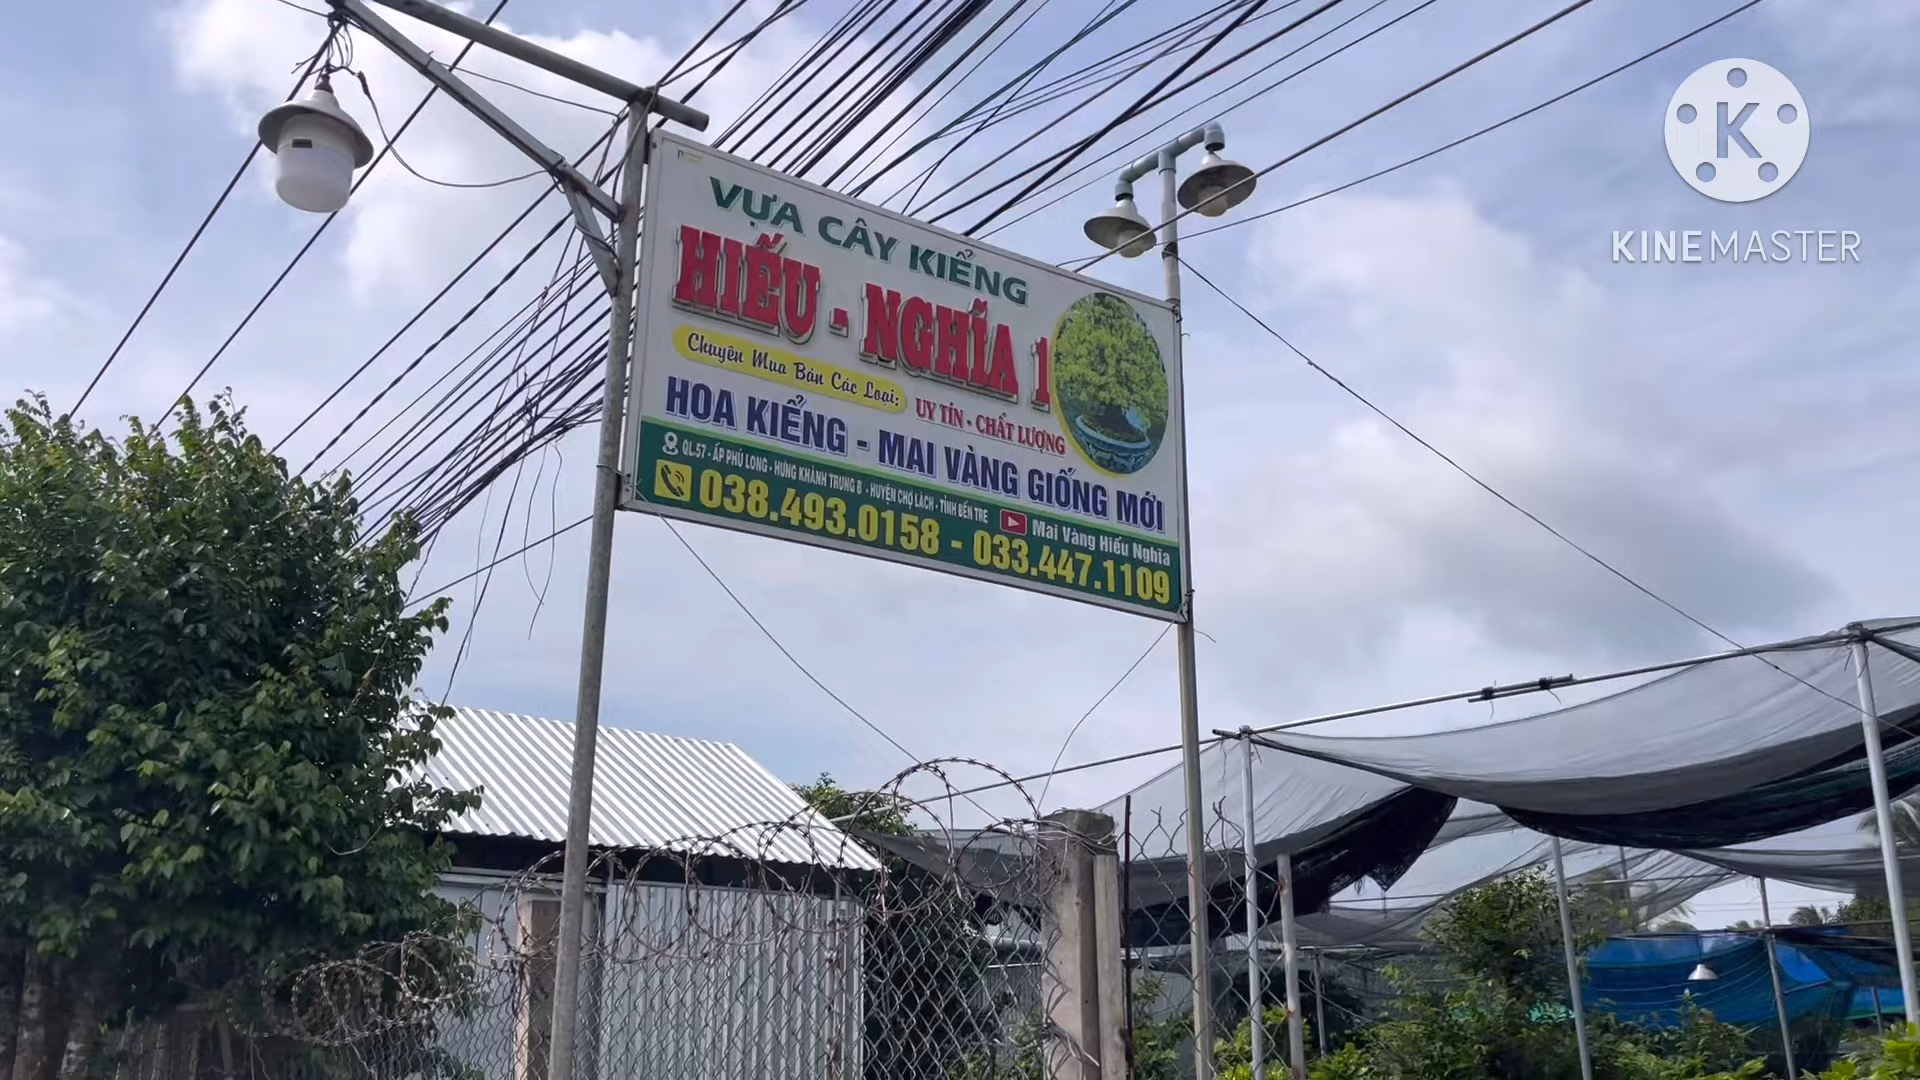 VỰA CÂY KIỂNG
HIẾU - NGHĨA 1
Chuyên Mua Bán Các Loại:
UY TÍN - CHẤT LƯỢNG
HOA KIỂNG - MAI VÀNG GIỐNG MỚI
QL.57 - ẤP PHÚ LONG - HƯNG KHÁNH TRUNG B - HUYỆN CHỢ LÁCH - TỈNH BẾN TRE
Mai Vàng Hiếu Nghĩa
038.493.0158 - 033.447.1109
K
KINEMASTER